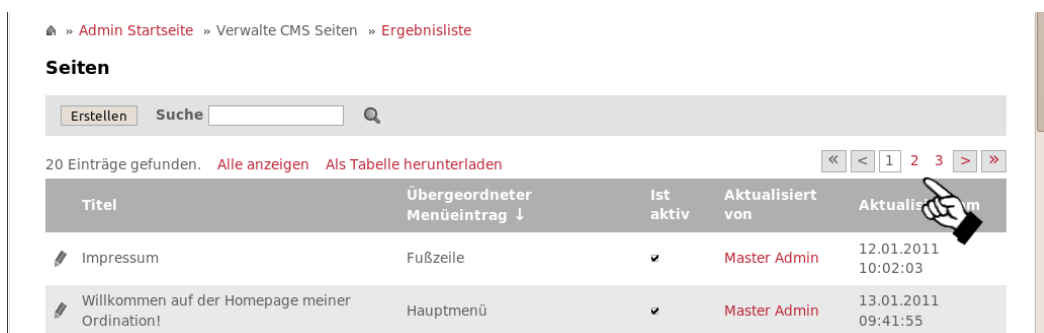 » Admin Startseite » Verwalte CMS Seiten » Ergebnisliste
Seiten
Erstellen Suche
20 Einträge gefunden. Alle anzeigen Als Tabelle herunterladen « < 1 2 3 > »
Titel Übergeordneter Menüeintrag ↓ Ist aktiv Aktualisiert von
Impressum Fußzeile Master Admin 12.01.2011 10:02:03
Willkommen auf der Homepage meiner Ordination! Hauptmenü Master Admin 13.01.2011 09:41:55